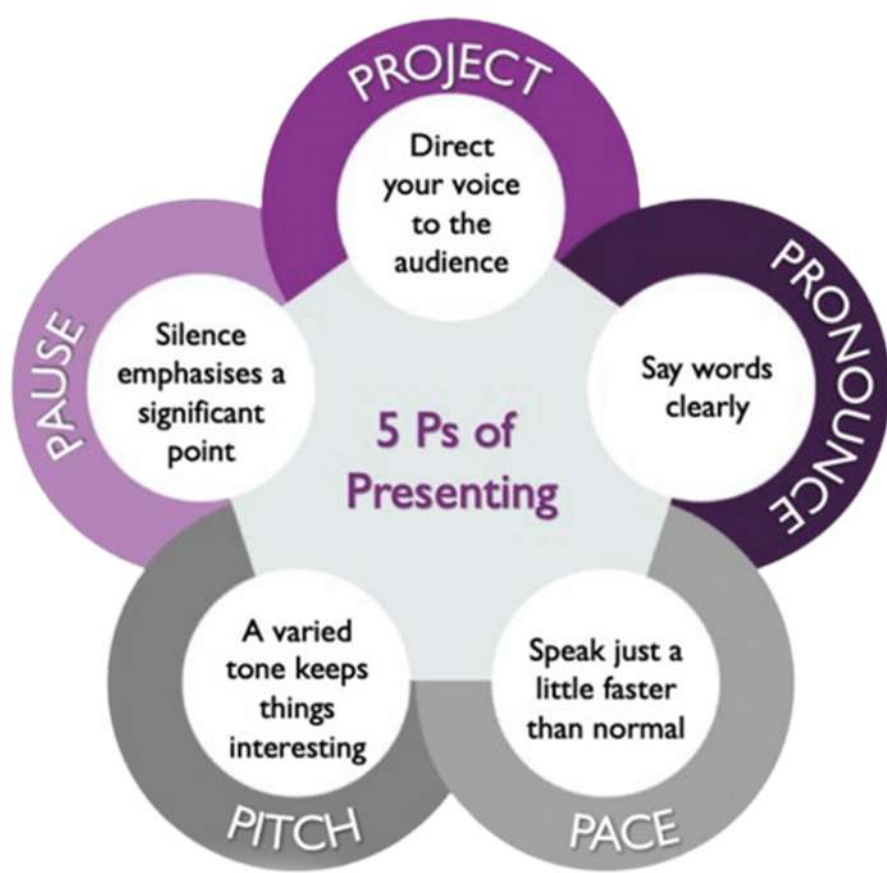 5 Ps of
Presenting
PROJECT
Direct
your voice
to the
audience
PRONOUNCE
Say words
clearly
PACE
Speak just a
little faster
than normal
PITCH
A varied
tone keeps
things
interesting
PAUSE
Silence
emphasises a
significant
point